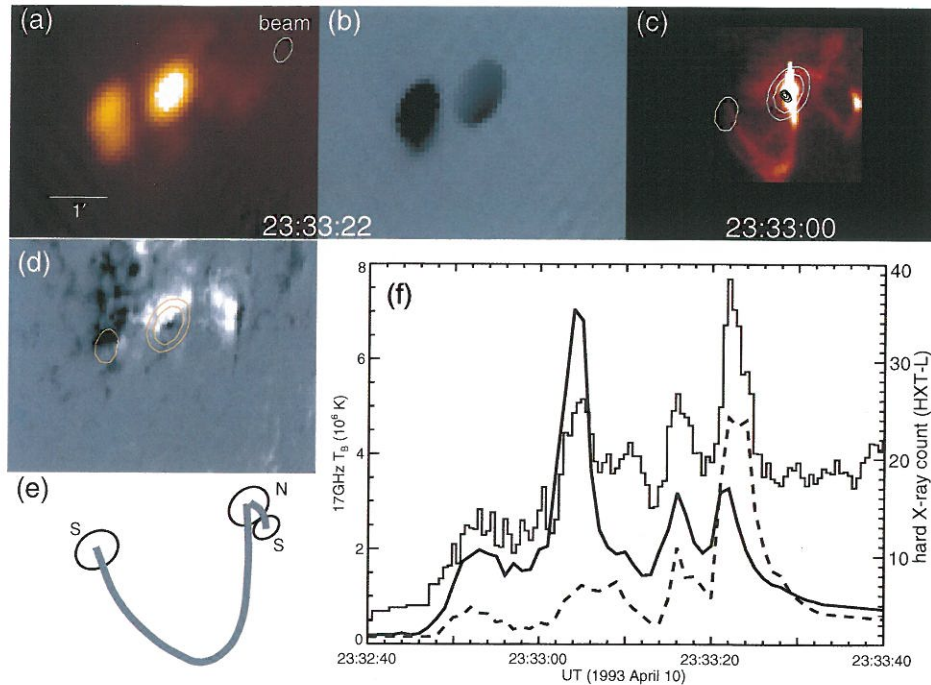 (a)
beam
1'
23:33:22
(b)
(c)
23:33:00
(d)
(e)
S
N
S
(f)
17GHz T_B (10^6 K)
8
6
4
2
0
40
30
20
10
hard X-ray count (HXT-L)
23:32:40
23:33:00
23:33:20
23:33:40
UT (1993 April 10)